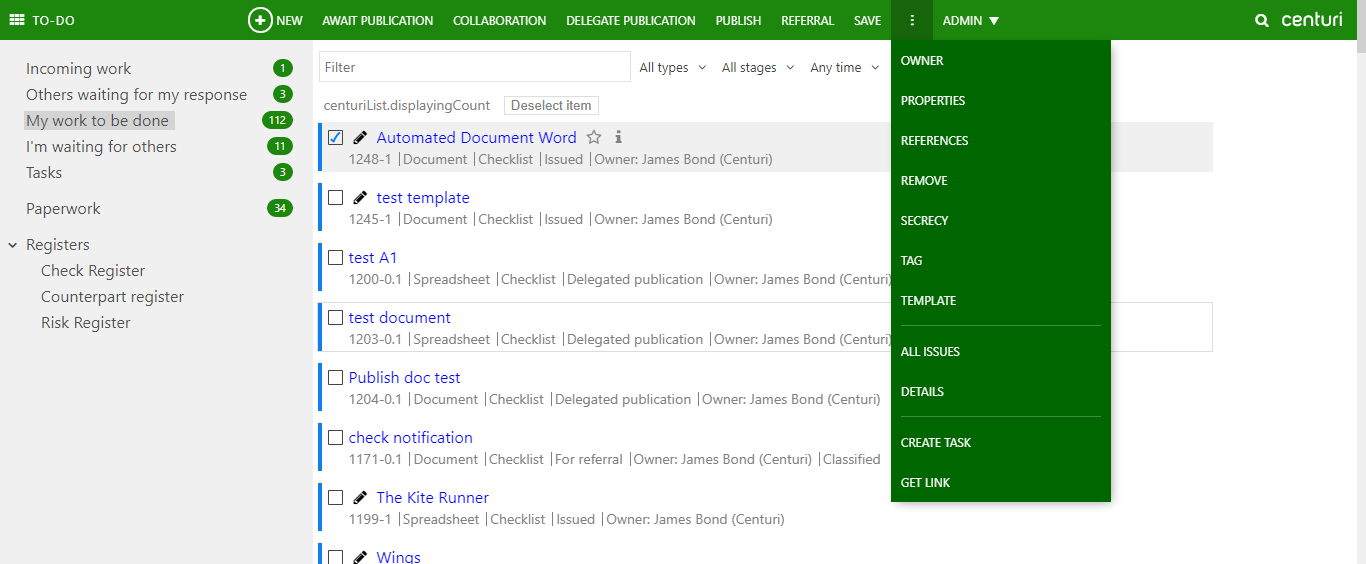 TO-DO NEW AWAIT PUBLICATION COLLABORATION DELEGATE PUBLICATION PUBLISH REFERRAL SAVE ADMIN centuri
Incoming work 1
Others waiting for my response 3
My work to be done 112
I'm waiting for others 11
Tasks 3
Paperwork 34
Registers
Check Register
Counterpart register
Risk Register
Filter All types All stages Any time
centuriList.displayingCount Deselect item
Automated Document Word
1248-1 |Document |Checklist |Issued |Owner: James Bond (Centuri)
test template
1245-1 |Document |Checklist |Issued |Owner: James Bond (Centuri)
test A1
1200-0.1 |Spreadsheet |Checklist |Delegated publication |Owner: James Bond (Centuri)
test document
1203-0.1 |Spreadsheet |Checklist |Delegated publication |Owner: James Bond (Centuri)
Publish doc test
1204-0.1 |Document |Checklist |Delegated publication |Owner: James Bond (Centuri)
check notification
1171-0.1 |Document |Checklist |For referral |Owner: James Bond (Centuri) |Classified
The Kite Runner
1199-1 |Spreadsheet |Checklist |Issued |Owner: James Bond (Centuri)
Wings
OWNER
PROPERTIES
REFERENCES
REMOVE
SECRECY
TAG
TEMPLATE
ALL ISSUES
DETAILS
CREATE TASK
GET LINK